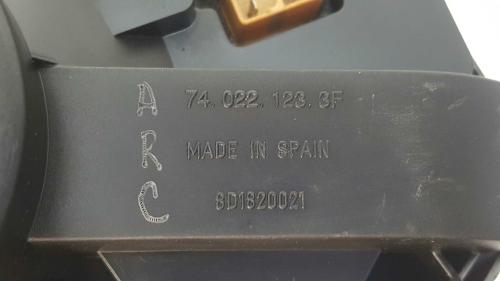 A 74.022.123.3F
R MADE IN SPAIN
C 8D1820021